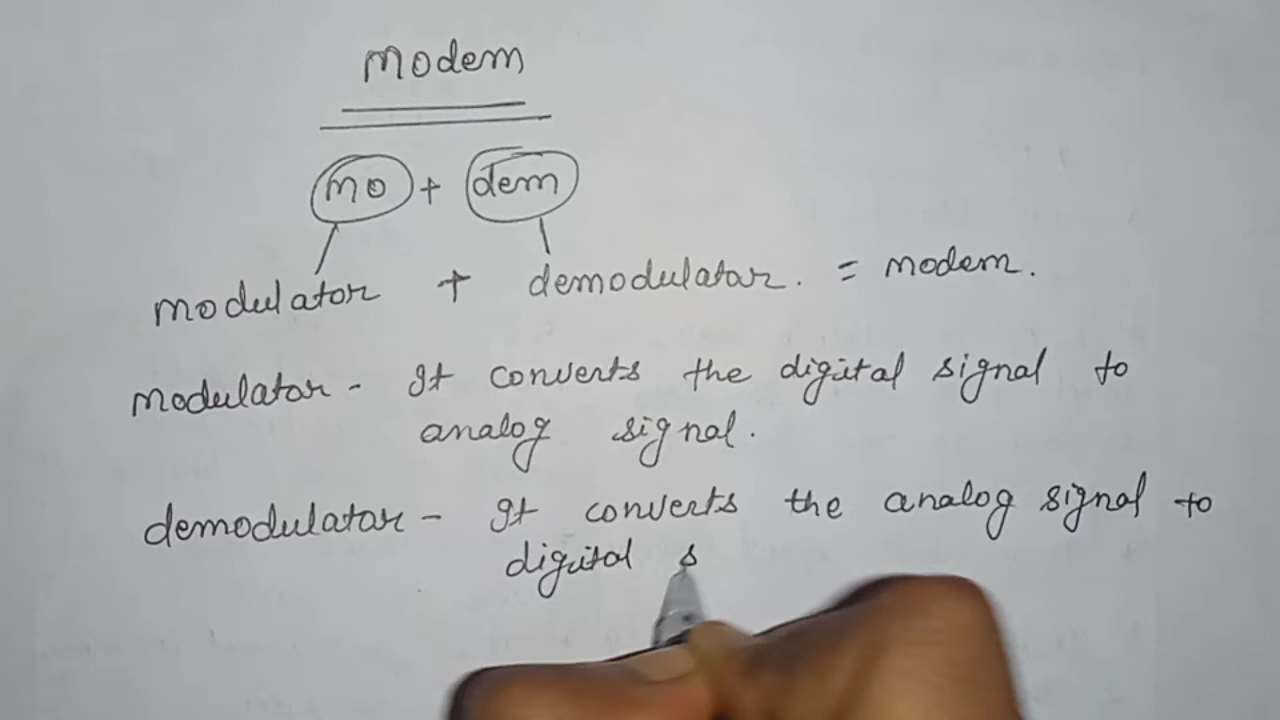 Modem
mo + dem
modulator + demodulator. = modem.
Modulator - It converts the digital signal to
analog signal.
demodulator - It converts the analog signal to
digital s